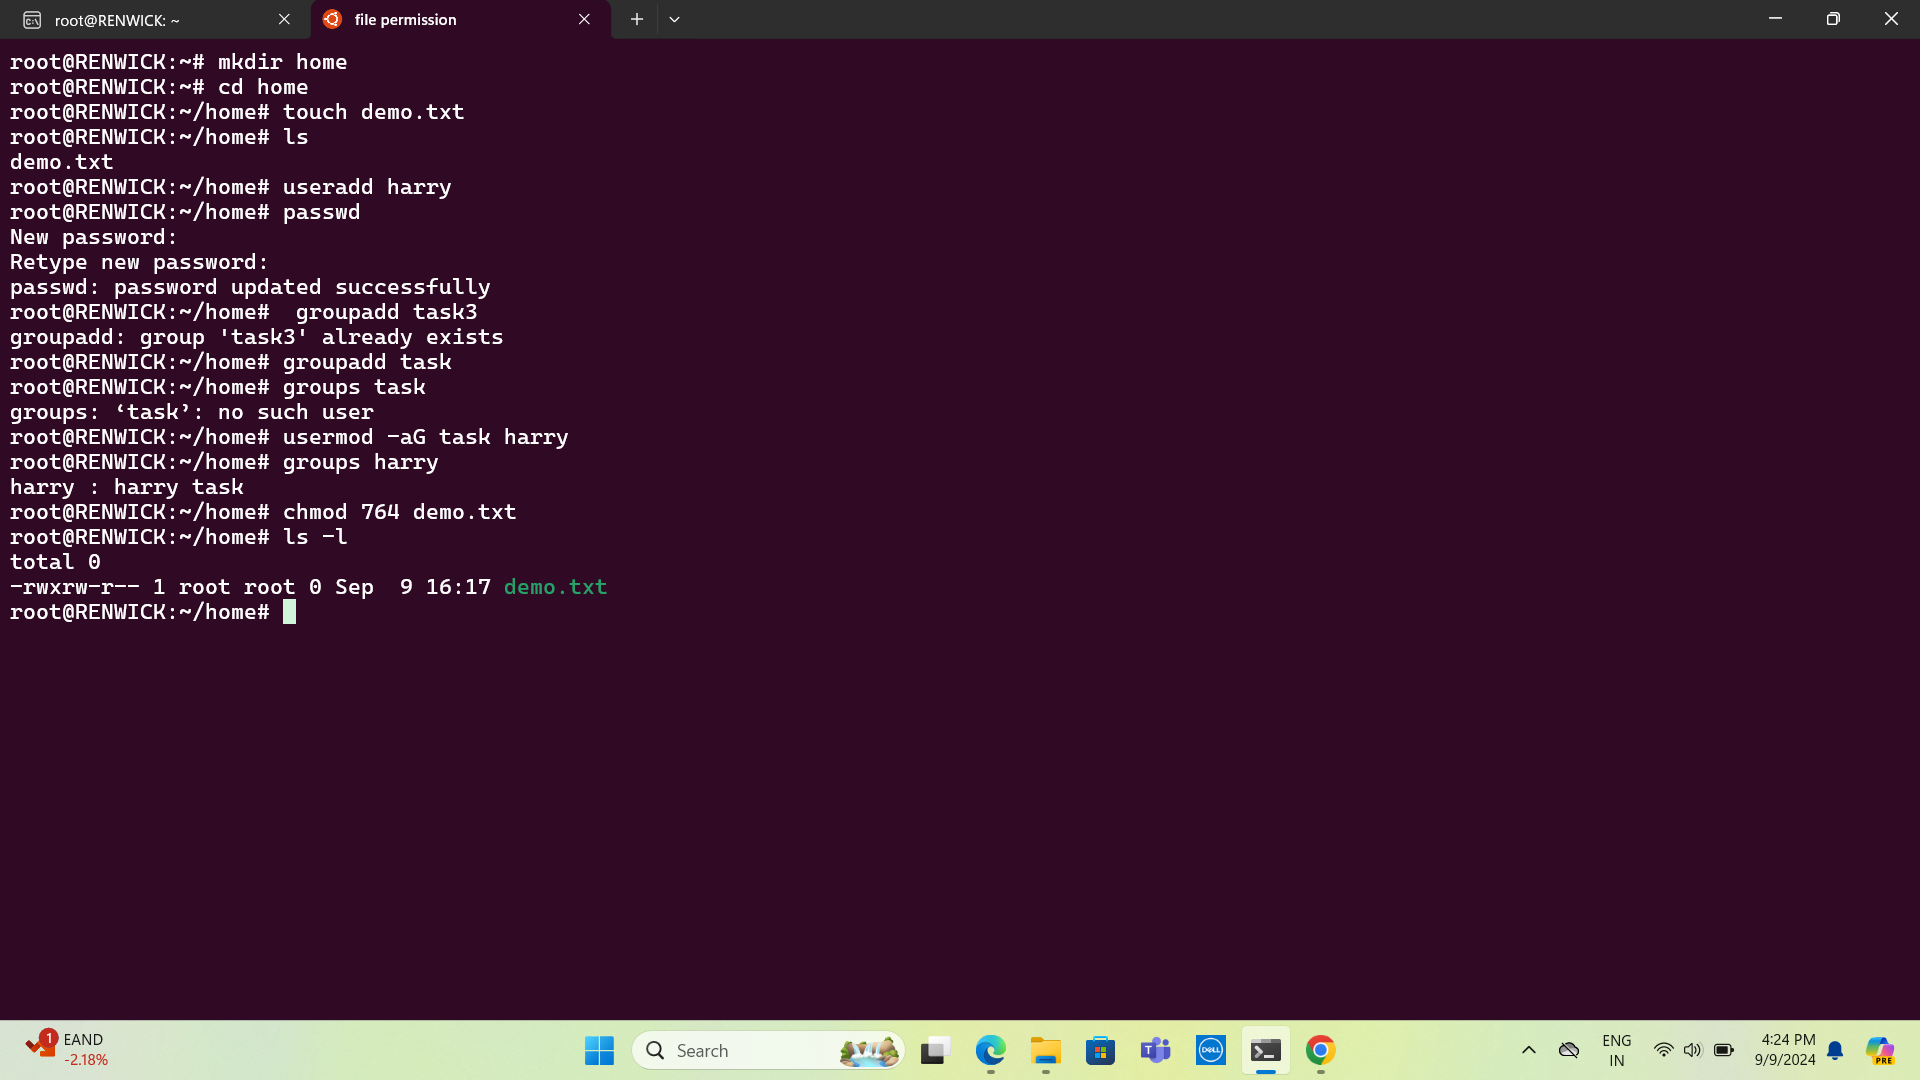 root@RENWICK: ~
file permission
root@RENWICK:~# mkdir home
root@RENWICK:~# cd home
root@RENWICK:~/home# touch demo.txt
root@RENWICK:~/home# ls
demo.txt
root@RENWICK:~/home# useradd harry
root@RENWICK:~/home# passwd
New password:
Retype new password:
passwd: password updated successfully
root@RENWICK:~/home#  groupadd task3
groupadd: group 'task3' already exists
root@RENWICK:~/home# groupadd task
root@RENWICK:~/home# groups task
groups: ‘task’: no such user
root@RENWICK:~/home# usermod -aG task harry
root@RENWICK:~/home# groups harry
harry : harry task
root@RENWICK:~/home# chmod 764 demo.txt
root@RENWICK:~/home# ls -l
total 0
-rwxrw-r-- 1 root root 0 Sep  9 16:17 demo.txt
root@RENWICK:~/home#
1
EAND
-2.18%
Search
DELL
ENG
IN
4:24 PM
9/9/2024
PRE